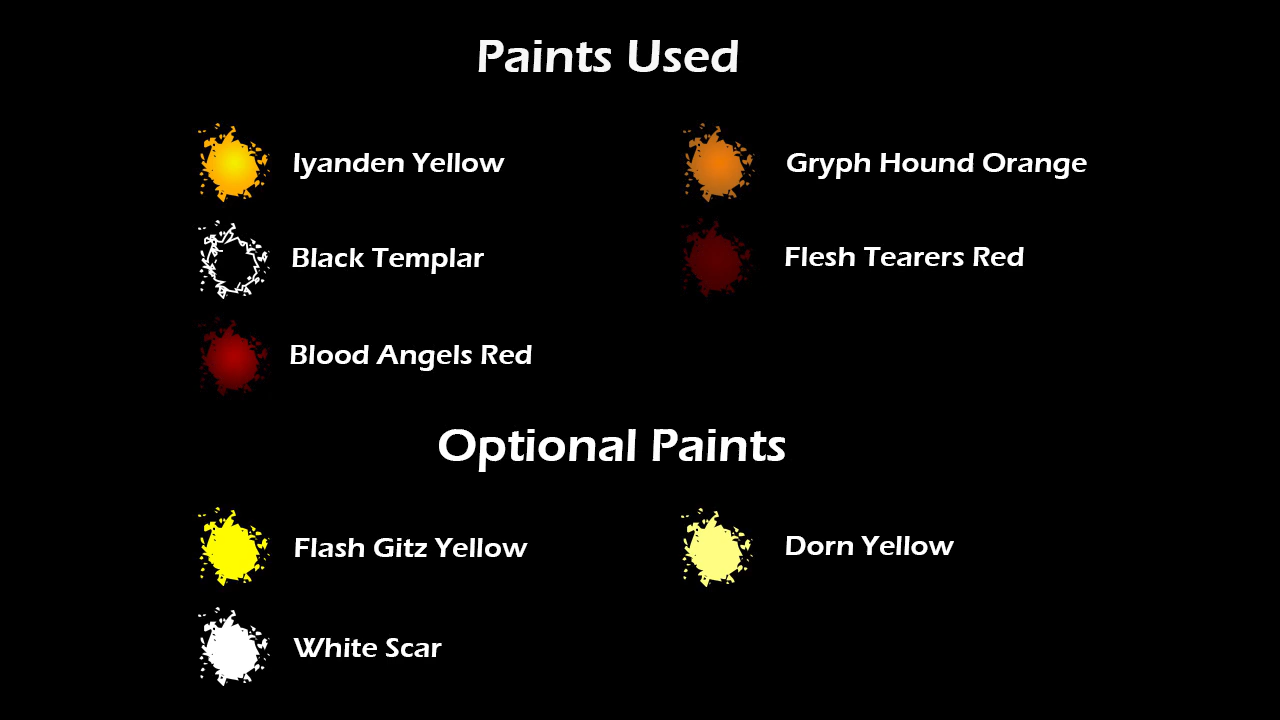 Paints Used
Iyanden Yellow
Gryph Hound Orange
Black Templar
Flesh Tearers Red
Blood Angels Red
Optional Paints
Flash Gitz Yellow
Dorn Yellow
White Scar